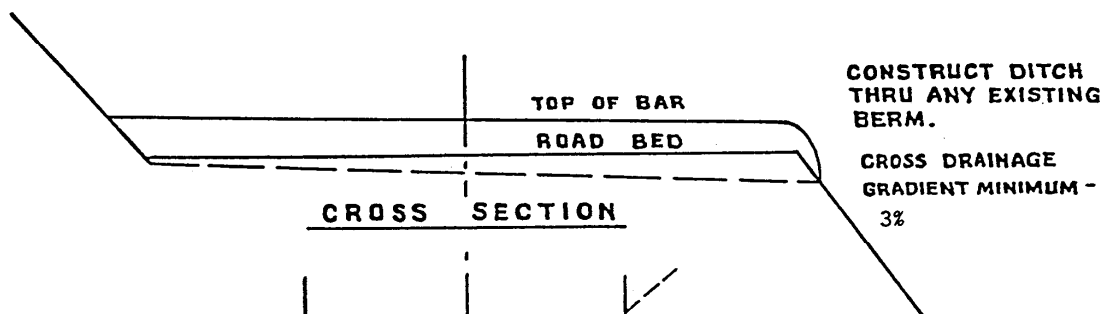 TOP OF BAR
ROAD BED
CONSTRUCT DITCH
THRU ANY EXISTING
BERM.
CROSS DRAINAGE
GRADIENT MINIMUM -
3%
CROSS SECTION